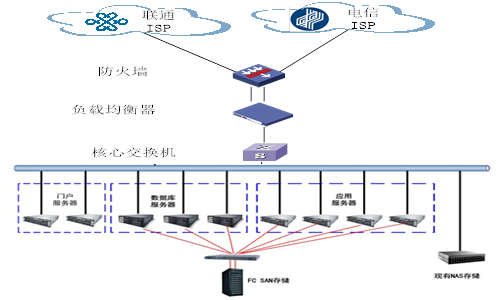 联通
ISP
电信
ISP
防火墙
负载均衡器
核心交换机
门户
服务器
数据库
服务器
应用
服务器
FC SAN存储
现有NAS存储